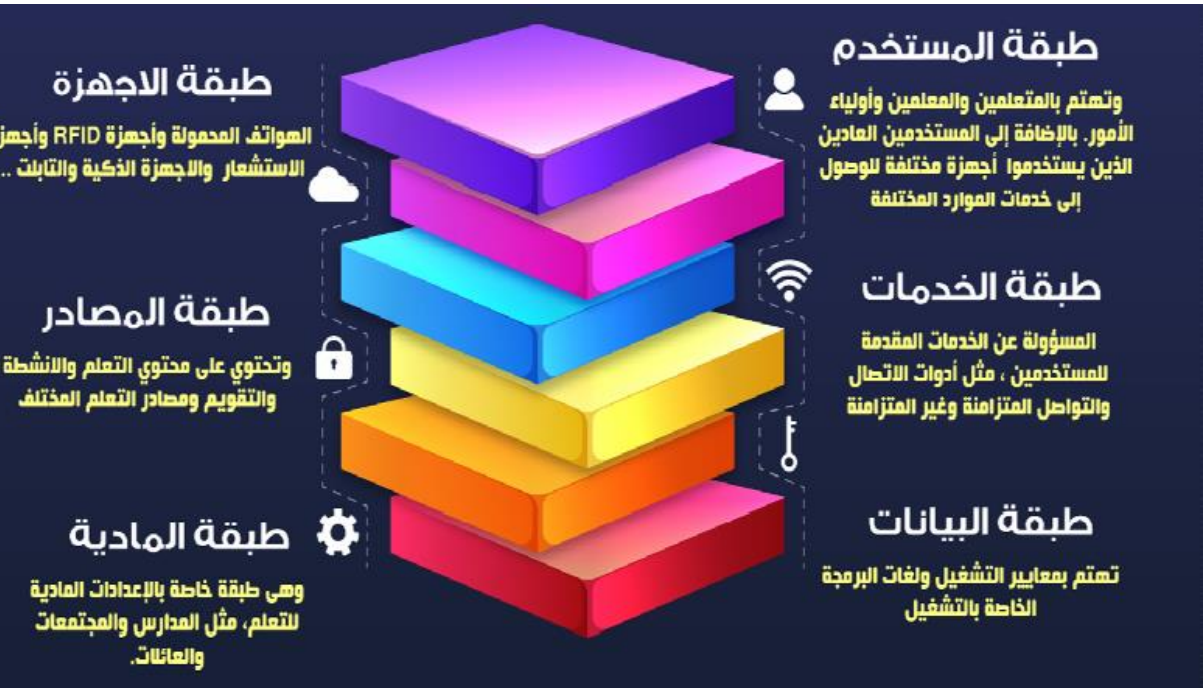 طبقة المستخدم
وتهتم بالمتعلمين والمعلمين وأولياء
الأمور. بالإضافة إلى المستخدمين العادين
الذين يستخدموا أجهزة مختلفة للوصول
إلى خدمات الموارد المختلفة
طبقة الاجهزة
الهواتف المحمولة وأجهزة RFID وأجهز
الاستشعار والاجهزة الذكية والتابلت ..
طبقة الخدمات
المسؤولة عن الخدمات المقدمة
للمستخدمين ، مثل أدوات الاتصال
والتواصل المتزامنة وغير المتزامنة
طبقة المصادر
وتحتوي على محتوي التعلم والانشطة
والتقويم ومصادر التعلم المختلف
طبقة البيانات
تهتم بمعايير التشغيل ولغات البرمجة
الخاصة بالتشغيل
طبقة المادية
وهى طبقة خاصة بالإعدادات المادية
للتعلم، مثل المدارس والمجتمعات
والعائلات.